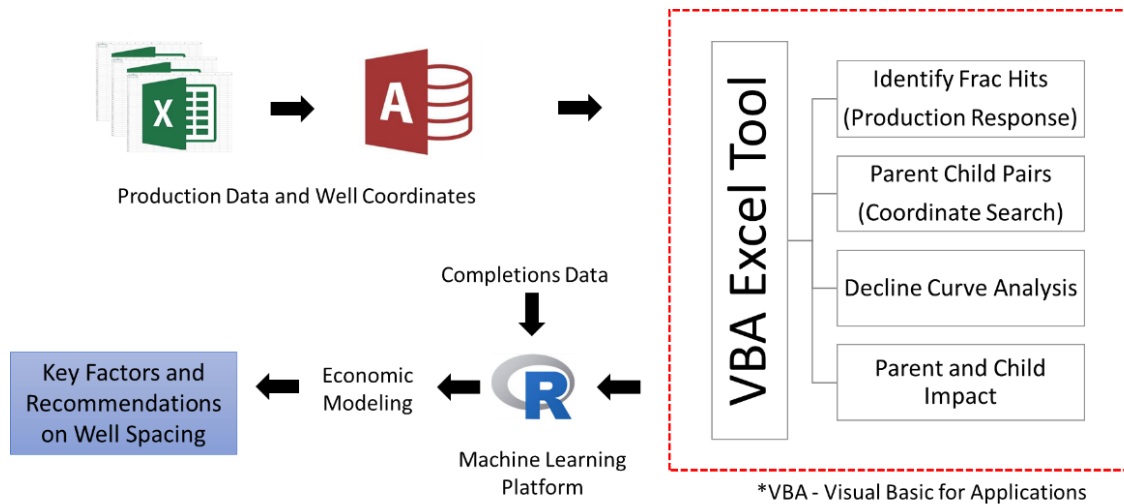 X
A
Production Data and Well Coordinates
VBA Excel Tool
Identify Frac Hits
(Production Response)
Parent Child Pairs
(Coordinate Search)
Decline Curve Analysis
Parent and Child
Impact
*VBA - Visual Basic for Applications
Completions Data
R
Machine Learning
Platform
Economic
Modeling
Key Factors and
Recommendations
on Well Spacing